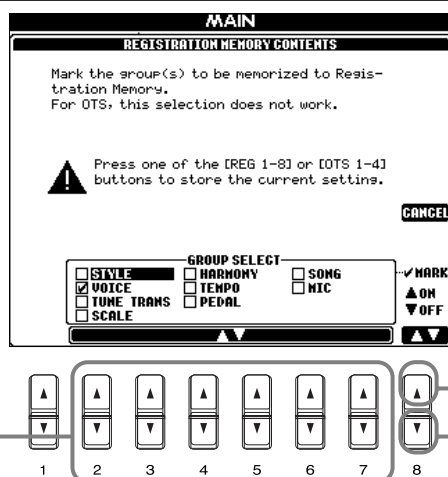 MAIN
REGISTRATION MEMORY CONTENTS
Mark the group(s) to be memorized to Regis-
tration Memory.
For OTS, this selection does not work.
Press one of the [REG 1-8] or [OTS 1-4]
buttons to store the current setting.
CANCEL
GROUP SELECT
STYLE HARMONY SONG
VOICE TEMPO MIC
TUNE TRANS PEDAL
SCALE
MARK
▲ON
▼OFF
1 2 3 4 5 6 7 8